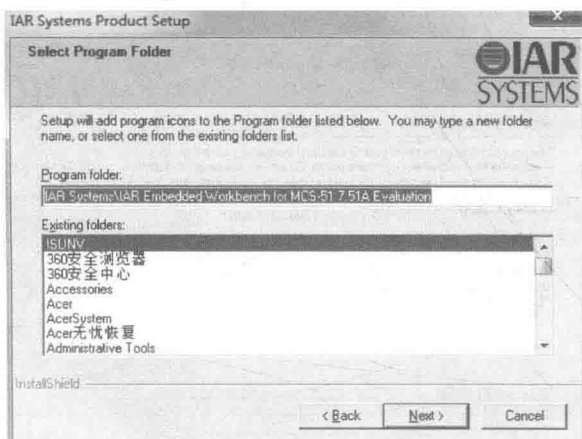 IAR Systems Product Setup
Select Program Folder
IAR
SYSTEMS
Setup will add program icons to the Program folder listed below. You may type a new folder
name, or select one from the existing folders list.
Program folder:
IAR Systems\IAR Embedded Workbench for MCS-51 7.51A Evaluation
Existing folders:
ISUNV
360安全浏览器
360安全中心
Accessories
Acer
AcerSystem
Acer无忧恢复
Administrative Tools
InstallShield
< Back
Next >
Cancel